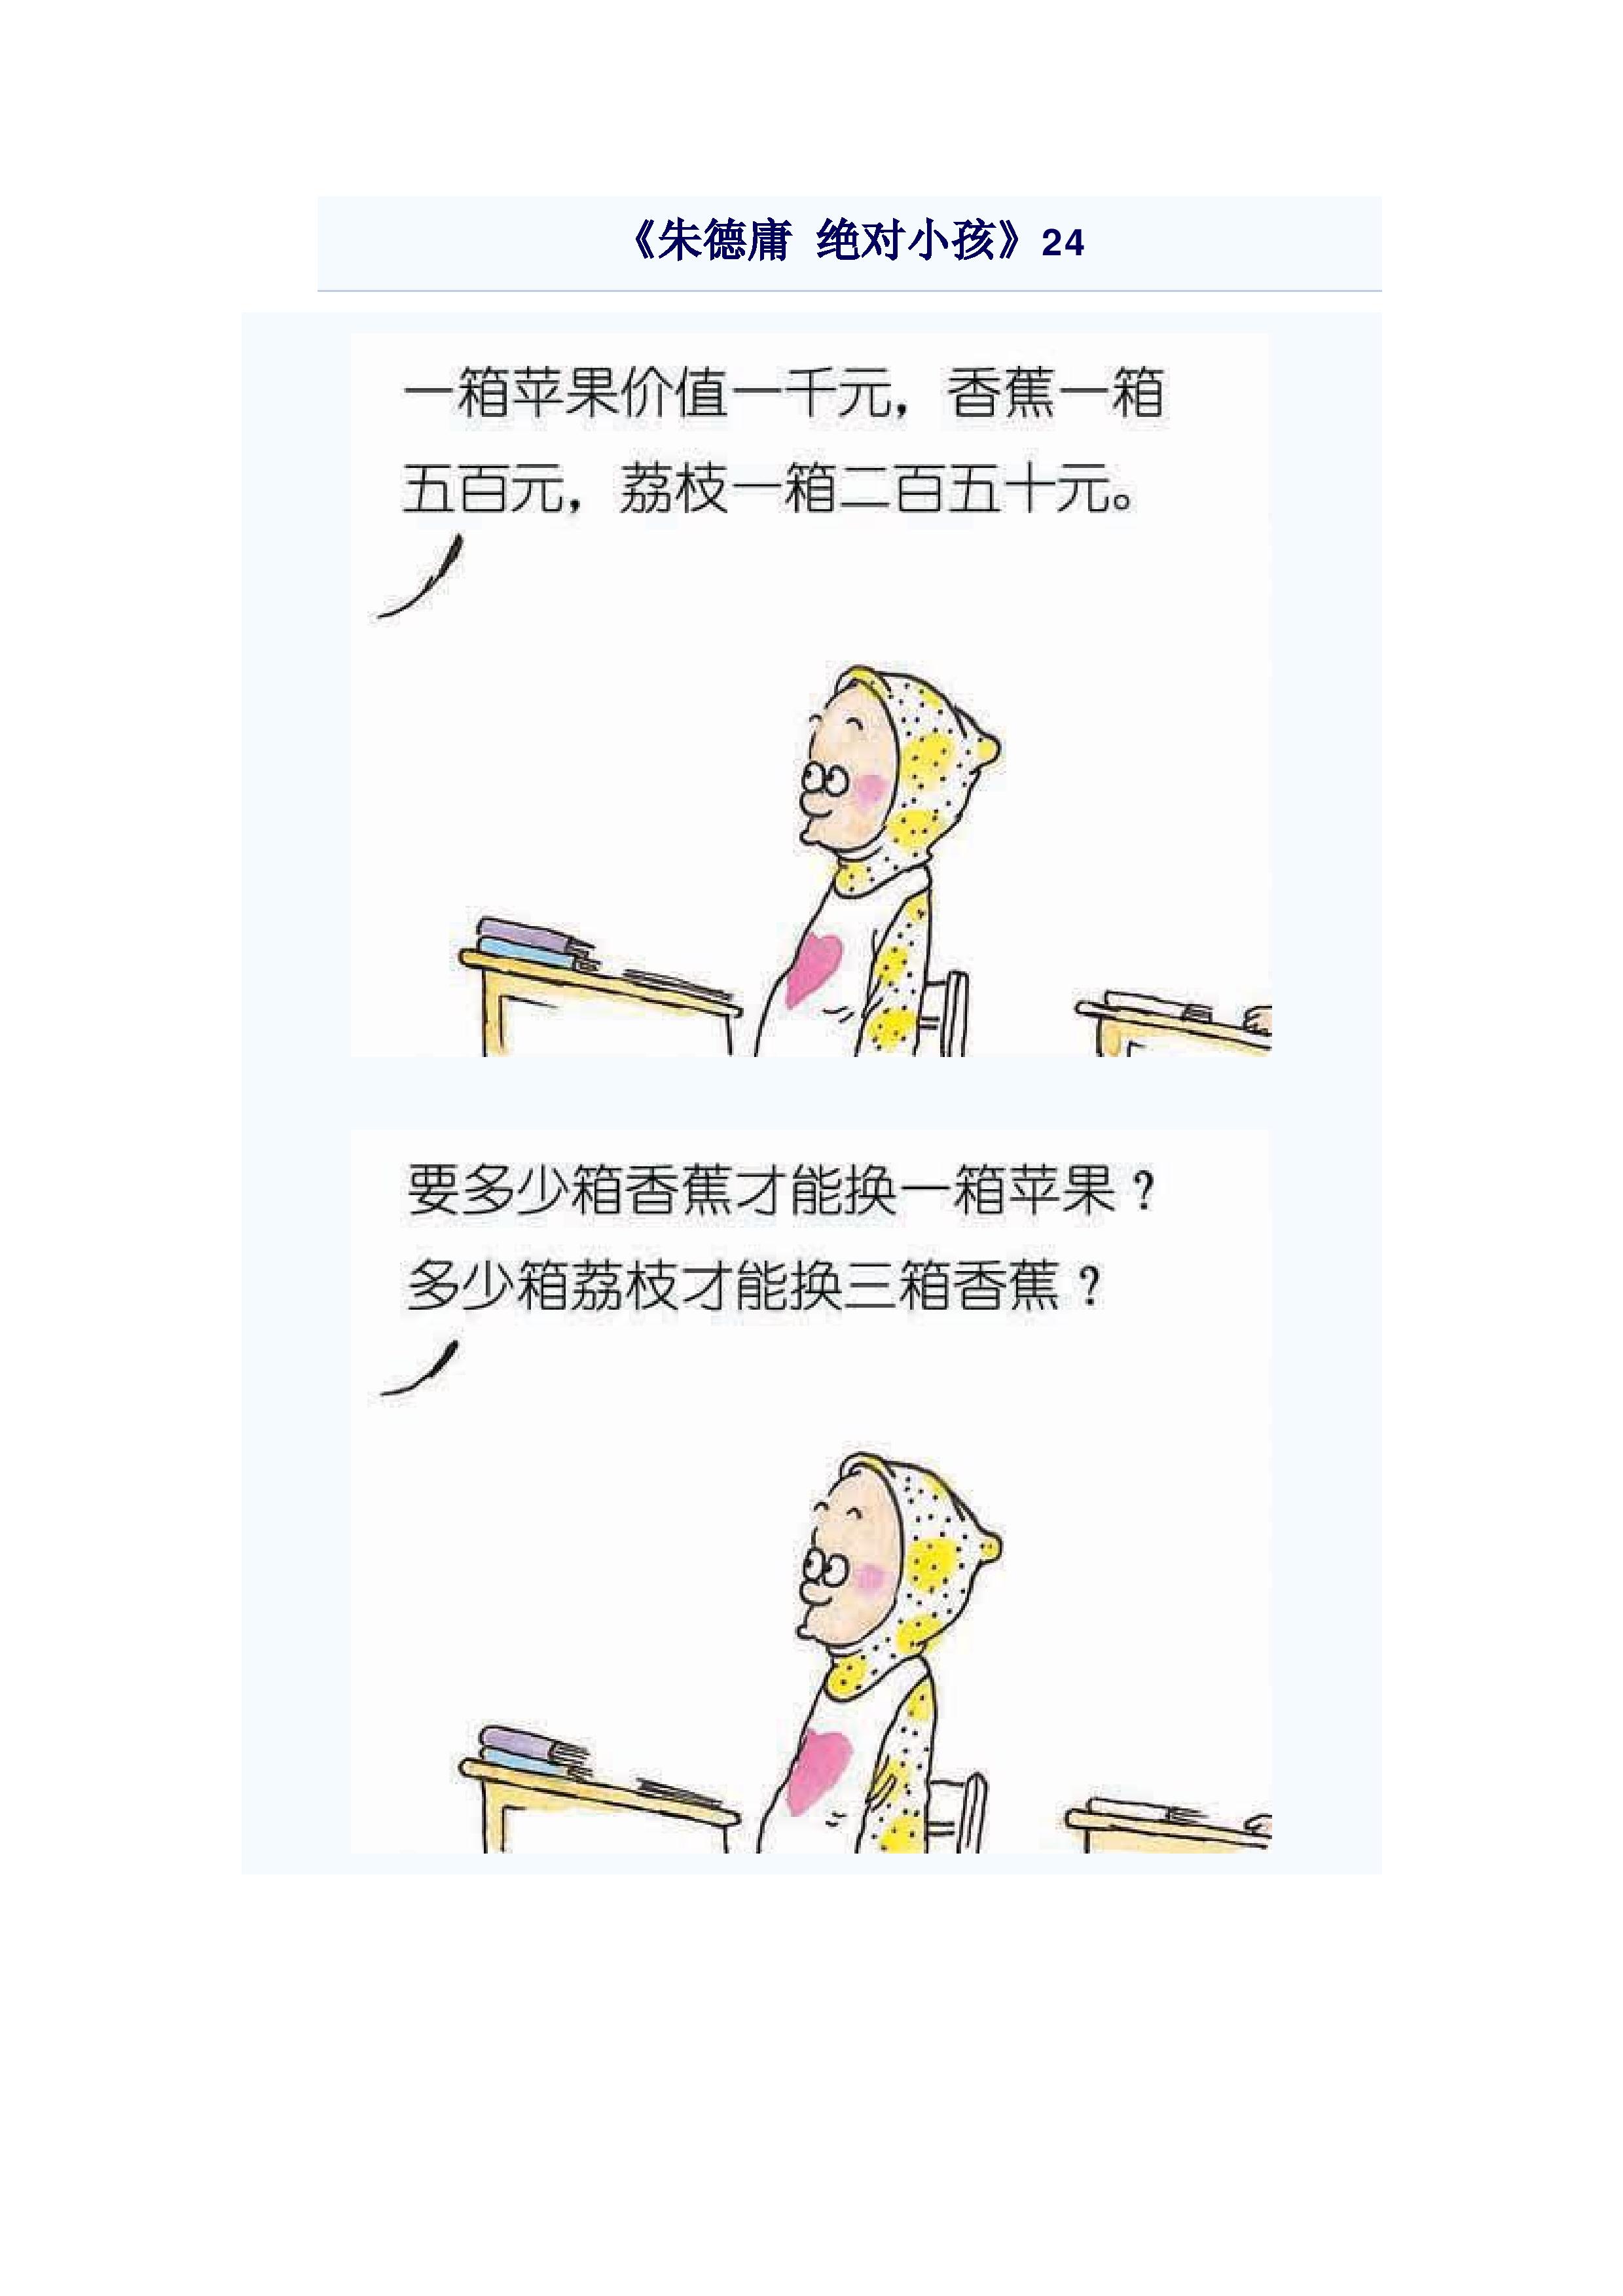 《朱德庸 绝对小孩》24
一箱苹果价值一千元，香蕉一箱
五百元，荔枝一箱二百五十元。
要多少箱香蕉才能换一箱苹果？
多少箱荔枝才能换三箱香蕉？